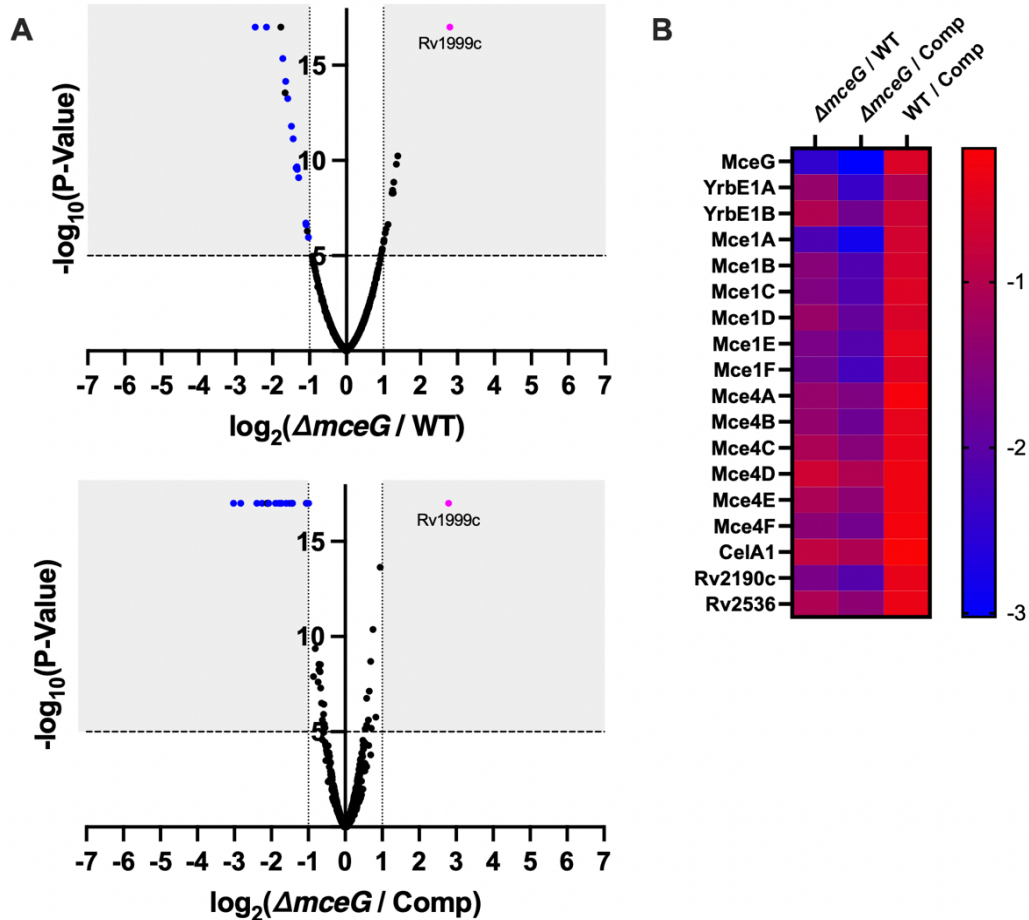 A
-log10(P-Value)
15
10
5
Rv1999c
-7 -6 -5 -4 -3 -2 -1 0 1 2 3 4 5 6 7
log2(ΔmceG / WT)
-log10(P-Value)
15
10
5
Rv1999c
-7 -6 -5 -4 -3 -2 -1 0 1 2 3 4 5 6 7
log2(ΔmceG / Comp)
B
ΔmceG / WT
ΔmceG / Comp
WT / Comp
MceG
YrbE1A
YrbE1B
Mce1A
Mce1B
Mce1C
Mce1D
Mce1E
Mce1F
Mce4A
Mce4B
Mce4C
Mce4D
Mce4E
Mce4F
CelA1
Rv2190c
Rv2536
-1
-2
-3